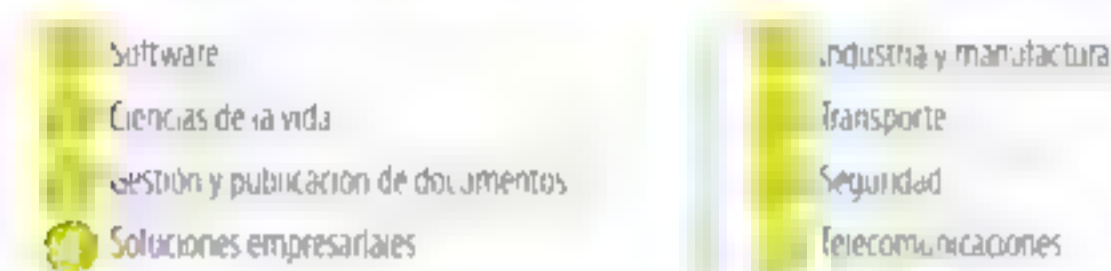 Software
Ciencias de la vida
Gestión y publicación de documentos
Soluciones empresariales
Industria y manufactura
Transporte
Seguridad
Telecomunicaciones